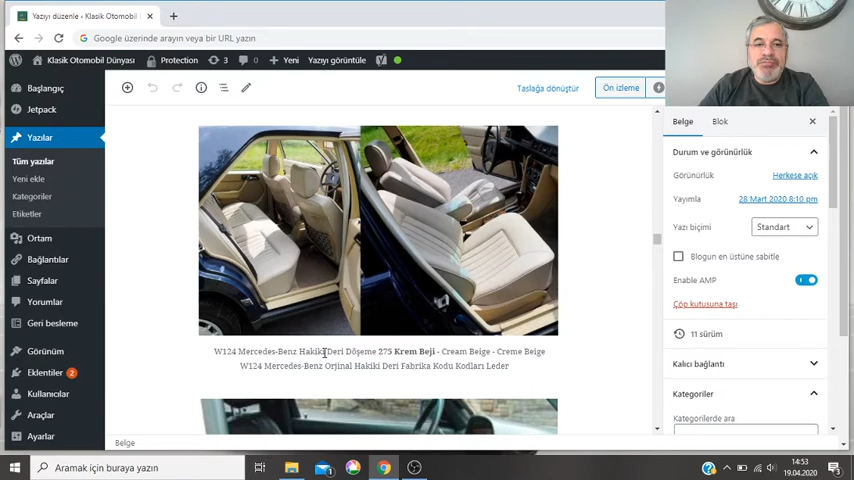 Yazıyı düzenle ‹ Klasik Otomobil
Google üzerinde arayın veya bir URL yazın
Klasik Otomobil Dünyası
Protection
3
0
Yeni
Yazıyı görüntüle
Başlangıç
Jetpack
Yazılar
Tüm yazılar
Yeni ekle
Kategoriler
Etiketler
Ortam
Bağlantılar
Sayfalar
Yorumlar
Geri besleme
Görünüm
Eklentiler 2
Kullanıcılar
Araçlar
Ayarlar
Taslağa dönüştür
Ön izleme
W124 Mercedes-Benz Hakiki Deri Döşeme 275 Krem Beji - Cream Beige - Creme Beige
W124 Mercedes-Benz Orjinal Hakiki Deri Fabrika Kodu Kodları Leder
Belge
Belge
Blok
Durum ve görünürlük
Görünürlük
Herkese açık
Yayımla
28 Mart 2020 8:10 pm
Yazı biçimi
Standart
Blogun en üstüne sabitle
Enable AMP
Çöp kutusuna taşı
11 sürüm
Kalıcı bağlantı
Kategoriler
Kategorilerde ara
Aramak için buraya yazın
14:53
19.04.2020